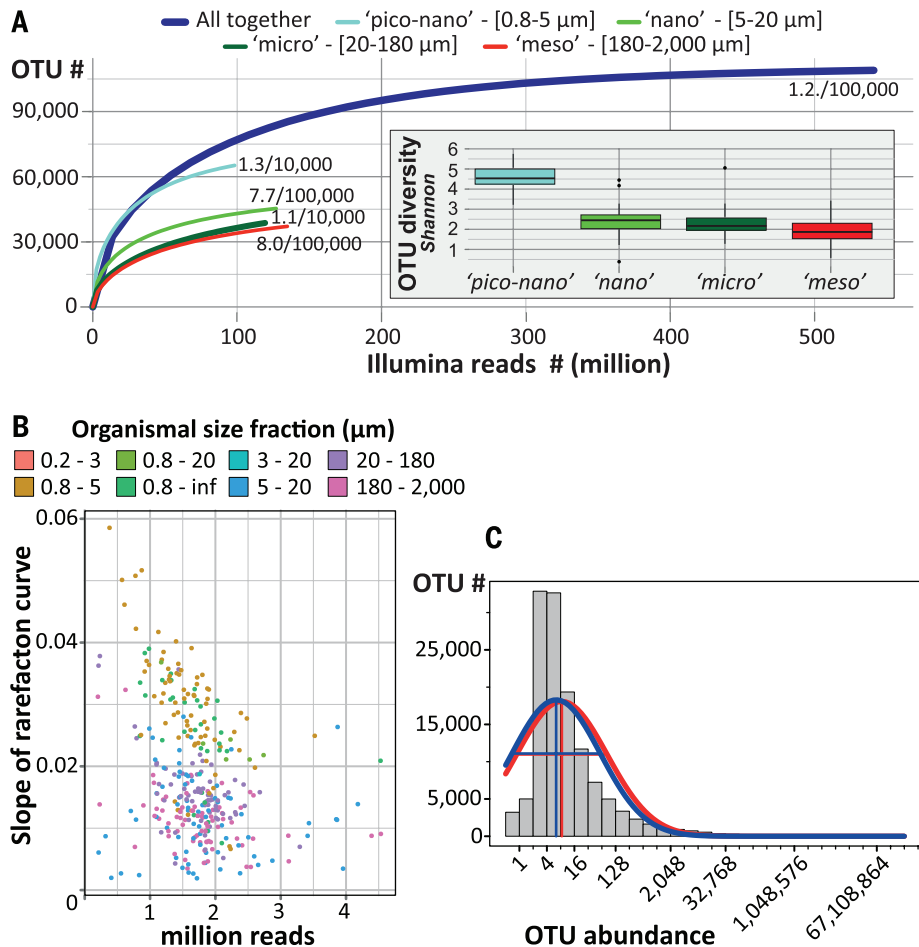 A
All together 'pico-nano' - [0.8-5 µm] 'nano' - [5-20 µm]
'micro' - [20-180 µm] 'meso' - [180-2,000 µm]
OTU #
90,000
60,000
30,000
0
1.2./100,000
1.3/10,000
7.7/100,000
1.1/10,000
8.0/100,000
OTU diversity
Shannon
6
5
4
3
2
1
'pico-nano' 'nano' 'micro' 'meso'
0 100 200 300 400 500
Illumina reads # (million)
B
Organismal size fraction (µm)
0.2 - 3 0.8 - 20 3 - 20 20 - 180
0.8 - 5 0.8 - inf 5 - 20 180 - 2,000
Slope of rarefacton curve
0.06
0.04
0.02
0
1 2 3 4
million reads
C
OTU #
25,000
15,000
5,000
0
1 4 16 128 2,048 32,768 1,048,576 67,108,864
OTU abundance